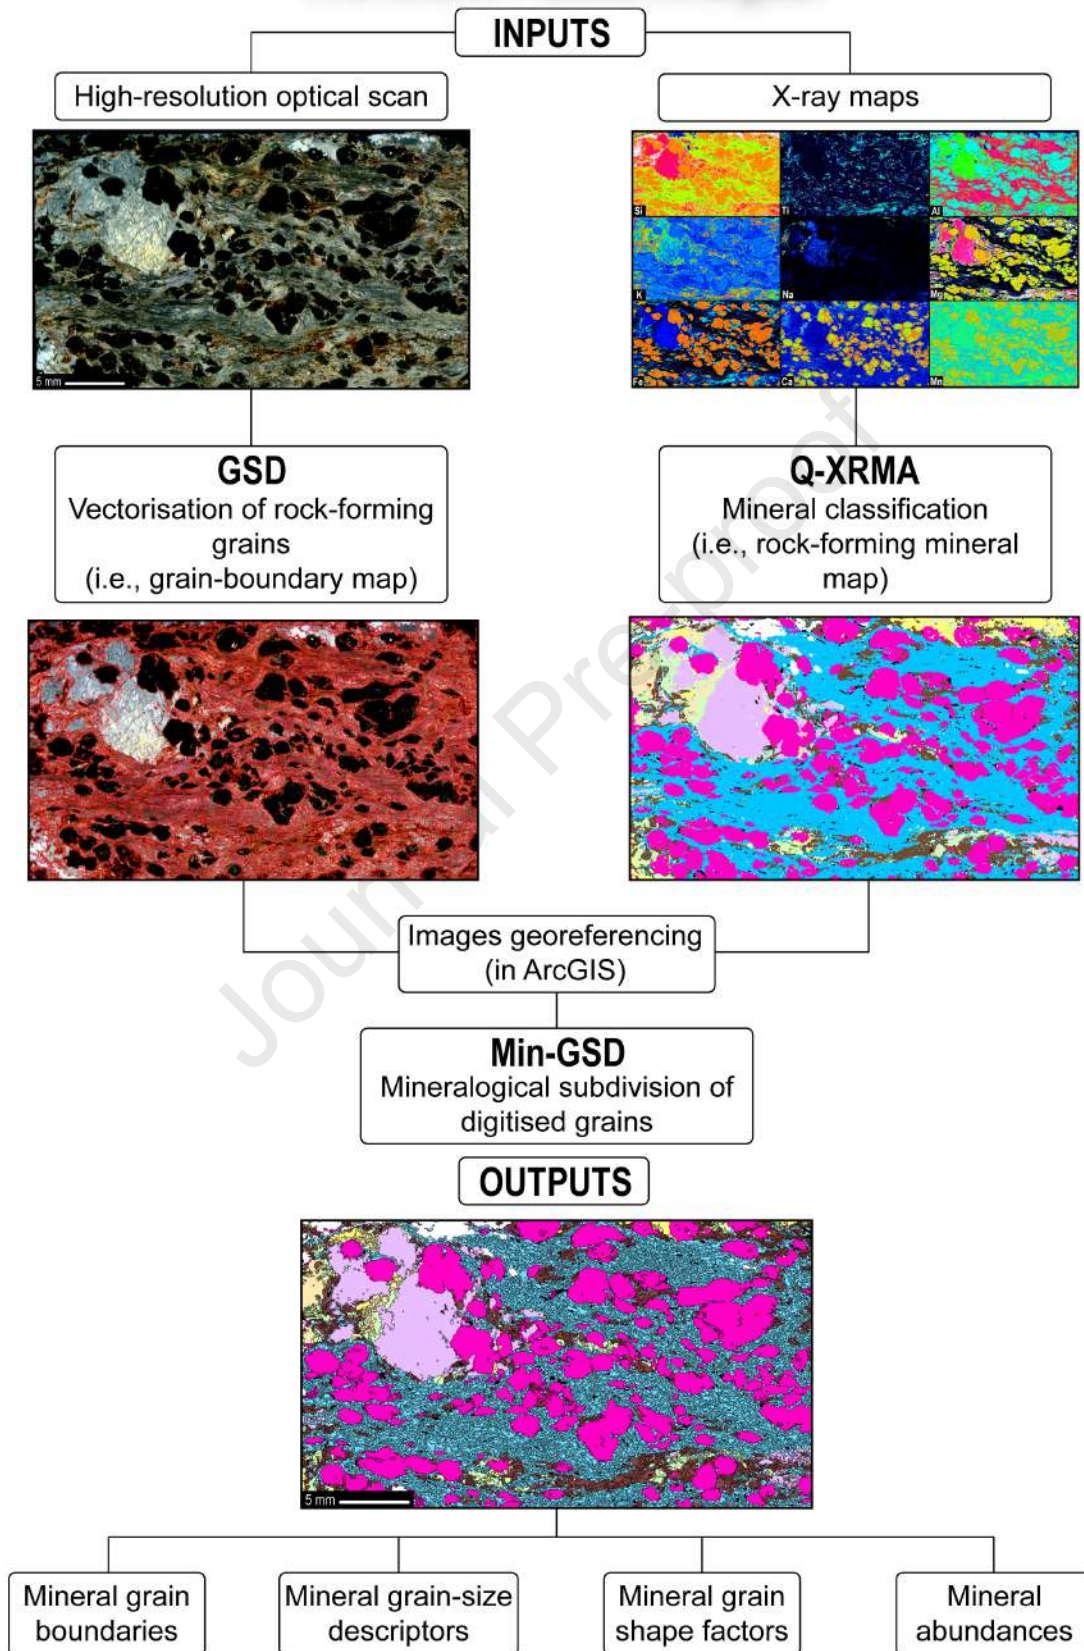 INPUTS
High-resolution optical scan
X-ray maps
Si
Ti
Al
K
Na
Mg
Fe
Ca
Mn
5 mm
GSD
Vectorisation of rock-forming
grains
(i.e., grain-boundary map)
Q-XRMA
Mineral classification
(i.e., rock-forming mineral
map)
Journal Pre-proof
Images georeferencing
(in ArcGIS)
Min-GSD
Mineralogical subdivision of
digitised grains
OUTPUTS
5 mm
Mineral grain
boundaries
Mineral grain-size
descriptors
Mineral grain
shape factors
Mineral
abundances